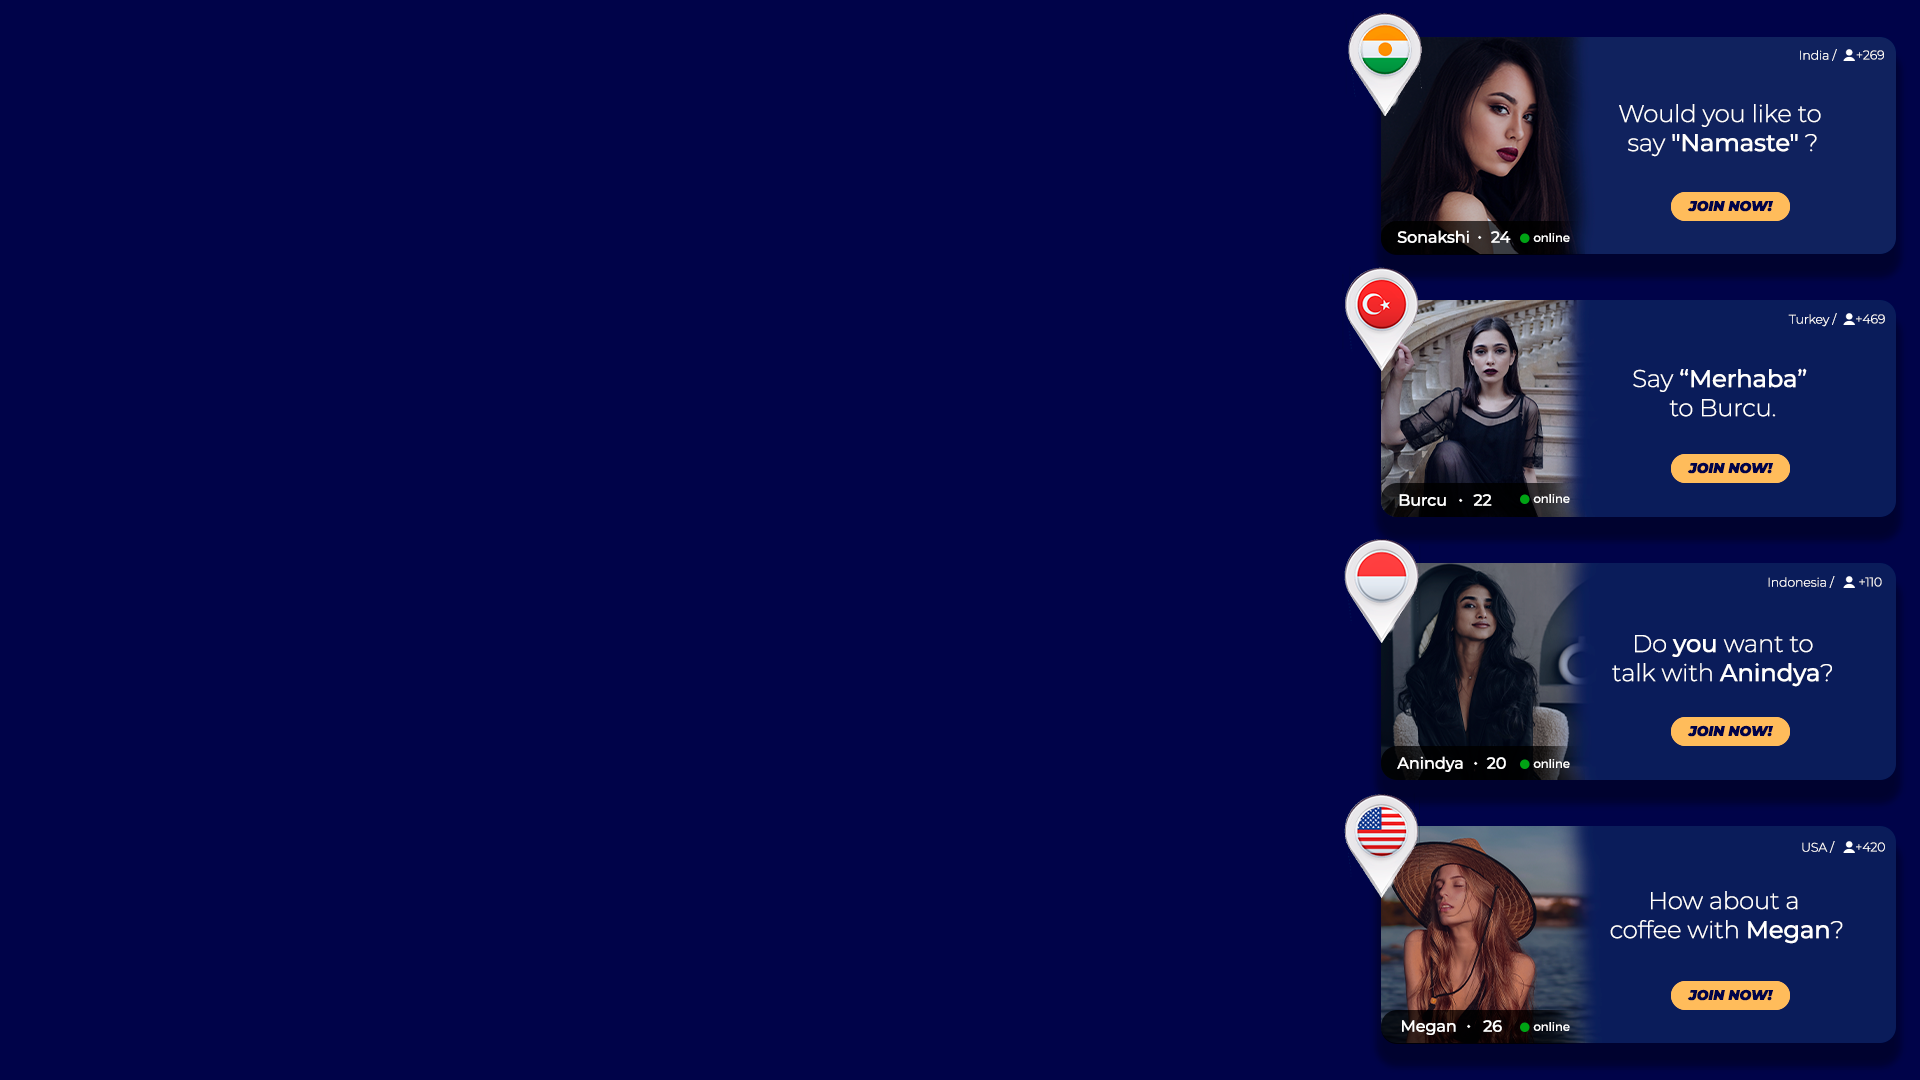 India / +269
Would you like to
say "Namaste" ?
JOIN NOW!
Sonakshi · 24 online
Turkey / +469
Say “Merhaba”
to Burcu.
JOIN NOW!
Burcu · 22 online
Indonesia / +110
Do you want to
talk with Anindya?
JOIN NOW!
Anindya · 20 online
USA / +420
How about a
coffee with Megan?
JOIN NOW!
Megan · 26 online